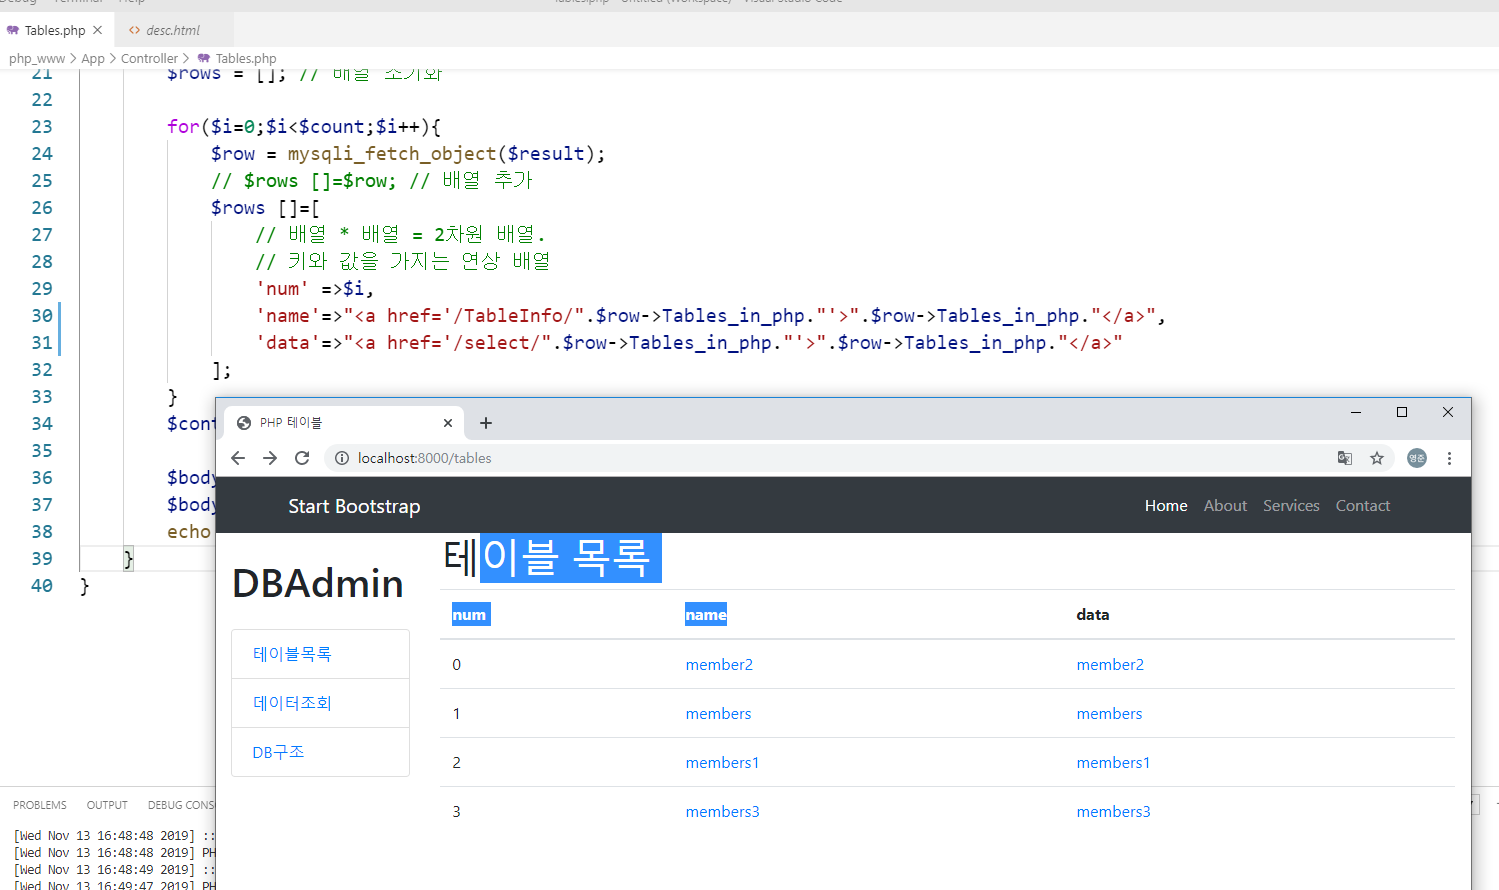 Tables.php
desc.html
php_www > App > Controller > Tables.php
21 $rows = []; // 배열 초기화
22
23 for($i=0;$i<$count;$i++){
24 $row = mysqli_fetch_object($result);
25 // $rows []=$row; // 배열 추가
26 $rows []=[
27 // 배열 * 배열 = 2차원 배열.
28 // 키와 값을 가지는 연상 배열
29 'num' =>$i,
30 'name'=>"<a href='/TableInfo/".$row->Tables_in_php."'>".$row->Tables_in_php."</a>",
31 'data'=>"<a href='/select/".$row->Tables_in_php."'>".$row->Tables_in_php."</a>"
32 ];
33 }
34 $cont
35
36 $body
37 $body
38 echo
39 }
40 }
PHP 테이블
localhost:8000/tables
영준
Start Bootstrap
Home About Services Contact
DBAdmin
테이블목록
데이터조회
DB구조
테이블 목록
num name data
0 member2 member2
1 members members
2 members1 members1
3 members3 members3
PROBLEMS OUTPUT DEBUG CONS
[Wed Nov 13 16:48:48 2019] ::
[Wed Nov 13 16:48:48 2019] PH
[Wed Nov 13 16:48:49 2019] ::
[Wed Nov 13 16:49:47 2019] PH